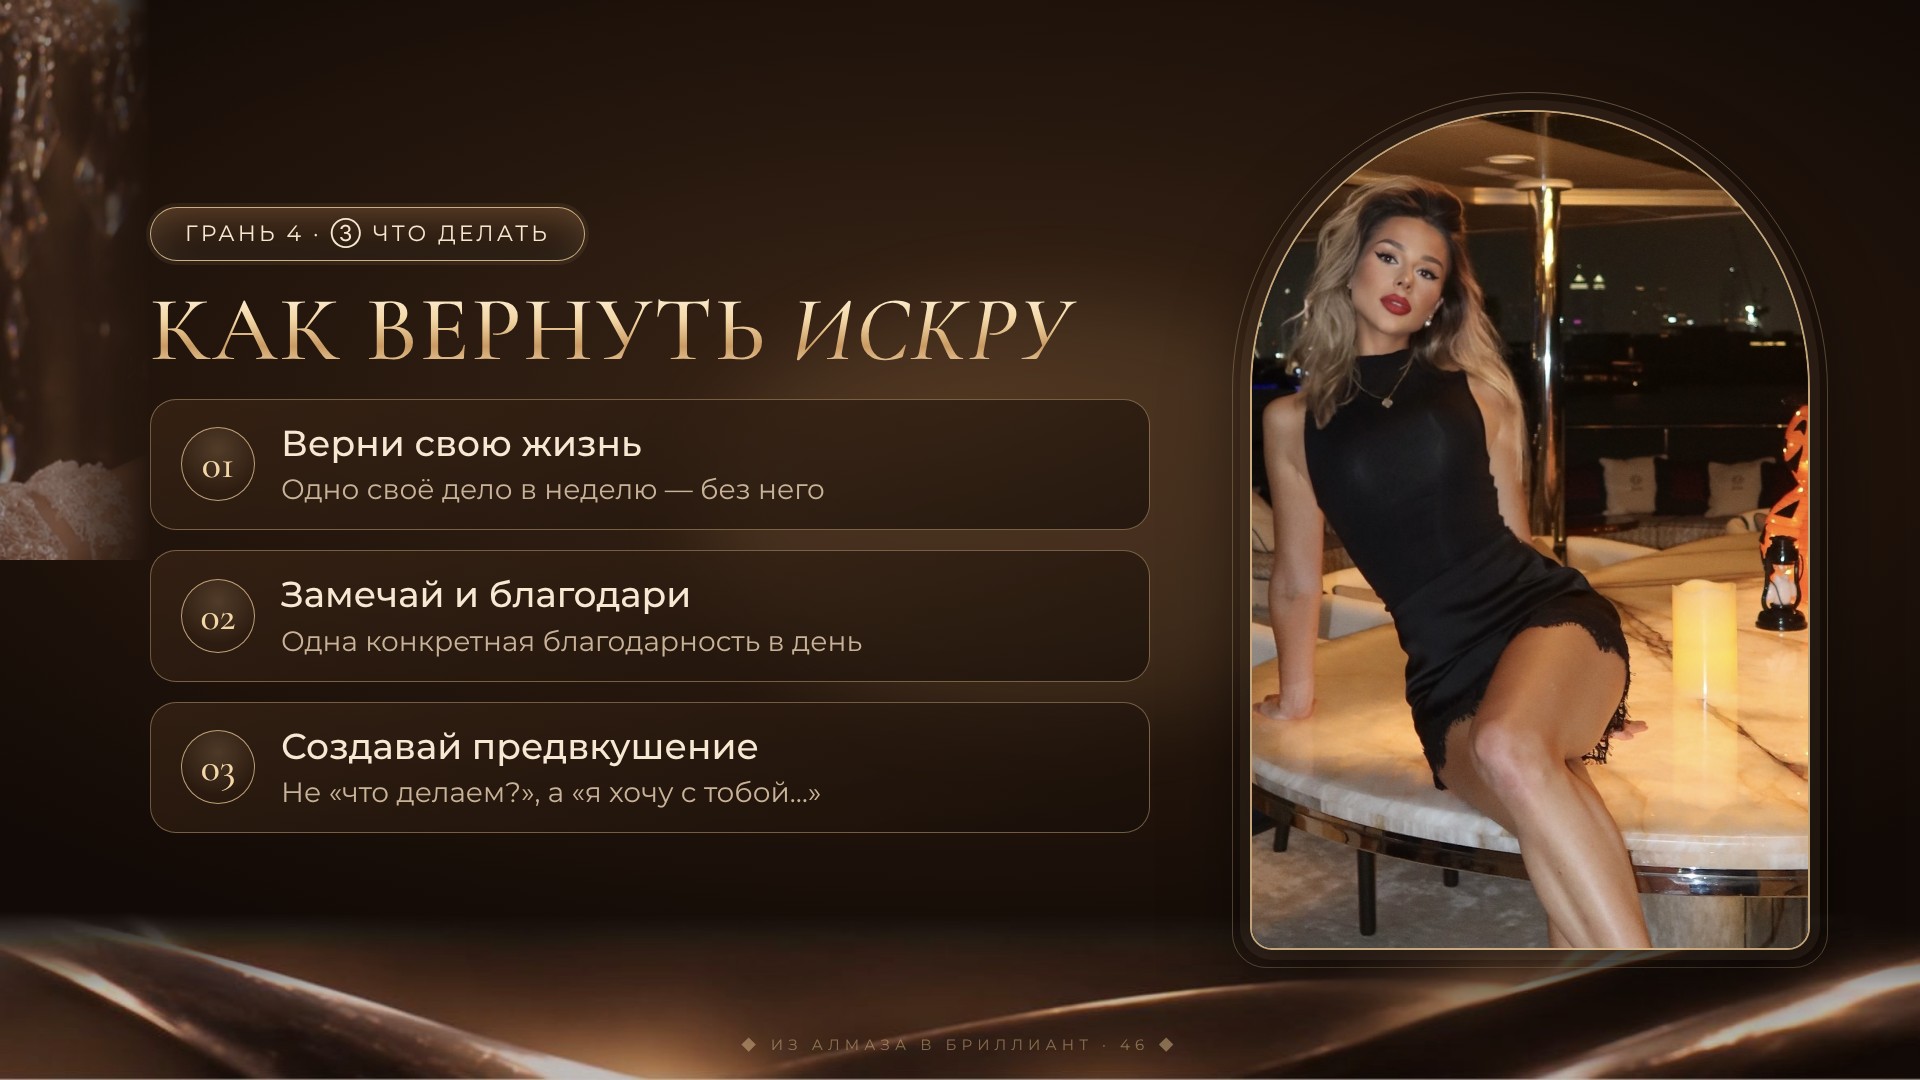 ГРАНЬ 4 · ③ ЧТО ДЕЛАТЬ
КАК ВЕРНУТЬ ИСКРУ
01
Верни свою жизнь
Одно своё дело в неделю — без него
02
Замечай и благодари
Одна конкретная благодарность в день
03
Создавай предвкушение
Не «что делаем?», а «я хочу с тобой...»
◆ ИЗ АЛМАЗА В БРИЛЛИАНТ · 46 ◆